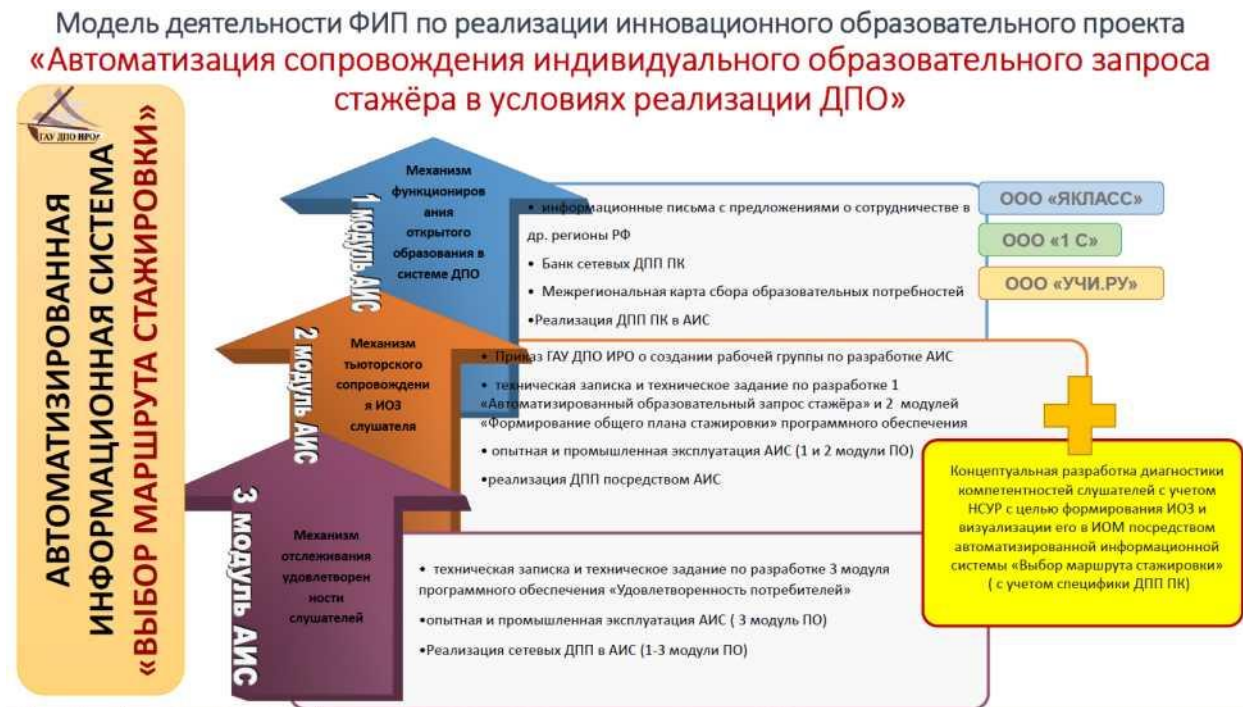 Модель деятельности ФИП по реализации инновационного образовательного проекта
«Автоматизация сопровождения индивидуального образовательного запроса
стажёра в условиях реализации ДПО»
ГАУ ДПО ИРО
АВТОМАТИЗИРОВАННАЯ
ИНФОРМАЦИОННАЯ СИСТЕМА
«ВЫБОР МАРШРУТА СТАЖИРОВКИ»
1 МОДУЛЬ АИС
Механизм
функциониров
ания
открытого
образования в
системе ДПО
• информационные письма с предложениями о сотрудничестве в
др. регионы РФ
• Банк сетевых ДПП ПК
• Межрегиональная карта сбора образовательных потребностей
•Реализация ДПП ПК в АИС
ООО «ЯКЛАСС»
ООО «1 С»
ООО «УЧИ.РУ»
2 МОДУЛЬ АИС
Механизм
тьюторского
сопровождени
я ИОЗ
слушателя
• Приказ ГАУ ДПО ИРО о создании рабочей группы по разработке АИС
• техническая записка и техническое задание по разработке 1
«Автоматизированный образовательный запрос стажёра» и 2 модулей
«Формирование общего плана стажировки» программного обеспечения
• опытная и промышленная эксплуатация АИС (1 и 2 модули ПО)
•реализация ДПП посредством АИС
Концептуальная разработка диагностики
компетентностей слушателей с учетом
НСУР с целью формирования ИОЗ и
визуализации его в ИОМ посредством
автоматизированной информационной
системы «Выбор маршрута стажировки»
( с учетом специфики ДПП ПК)
3 МОДУЛЬ АИС
Механизм
отслеживания
удовлетворен
ности
слушателей
• техническая записка и техническое задание по разработке 3 модуля
программного обеспечения «Удовлетворенность потребителей»
•опытная и промышленная эксплуатация АИС ( 3 модуль ПО)
•Реализация сетевых ДПП в АИС (1-3 модули ПО)